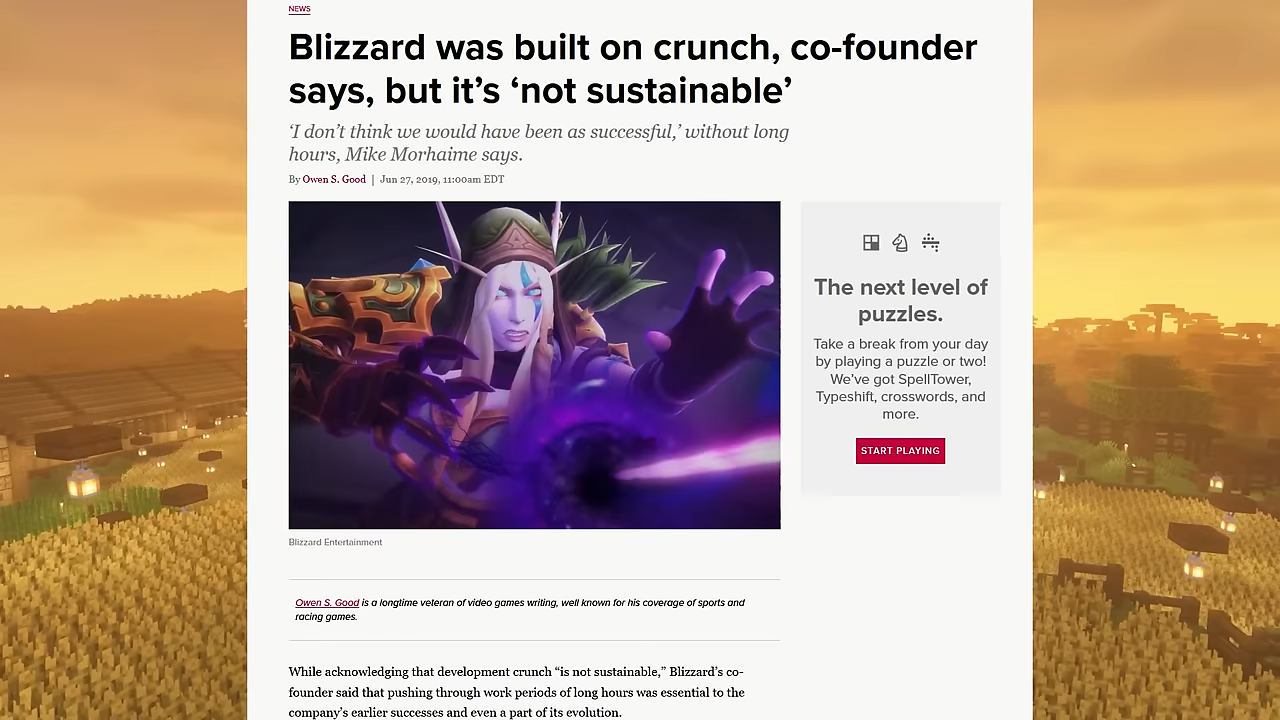 NEWS
Blizzard was built on crunch, co-founder
says, but it’s ‘not sustainable’
‘I don’t think we would have been as successful,’ without long
hours, Mike Morhaime says.
By Owen S. Good | Jun 27, 2019, 11:00am EDT
The next level of
puzzles.
Take a break from your day
by playing a puzzle or two!
We’ve got SpellTower,
Typeshift, crosswords, and
more.
START PLAYING
Blizzard Entertainment
Owen S. Good is a longtime veteran of video games writing, well known for his coverage of sports and
racing games.
While acknowledging that development crunch “is not sustainable,” Blizzard’s co-
founder said that pushing through work periods of long hours was essential to the
company’s earlier successes and even a part of its evolution.